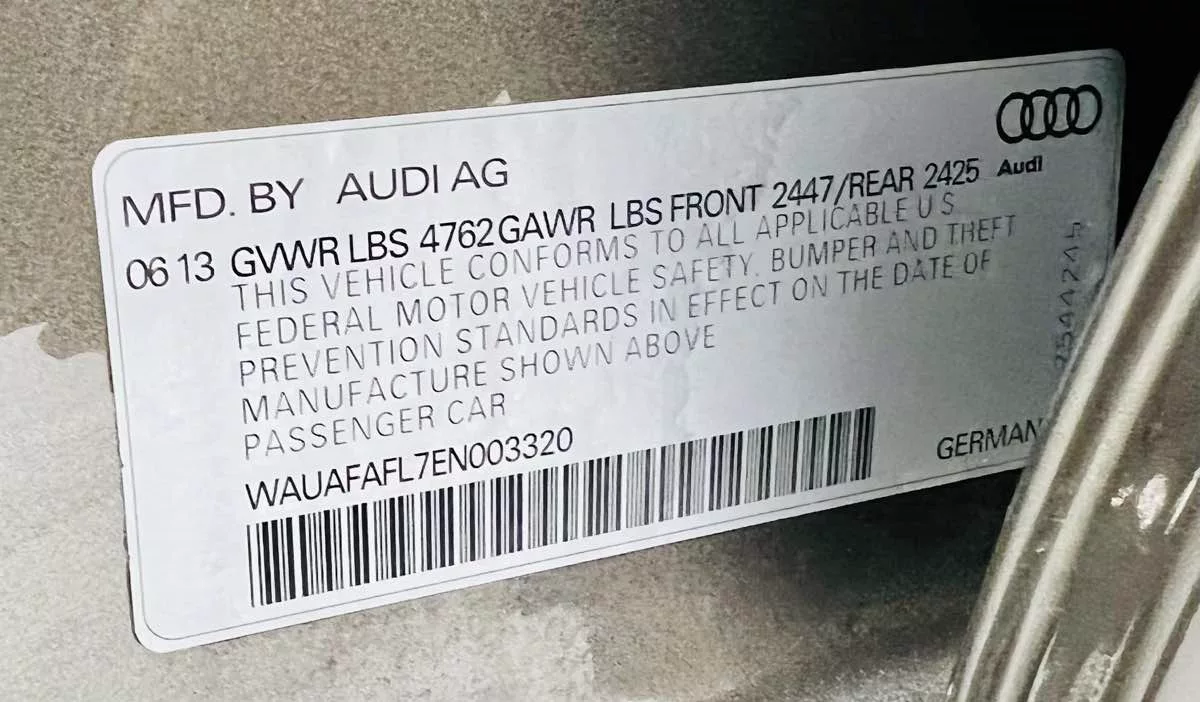 MFD. BY AUDI AG
Audi
06 13 GVWR LBS 4762 GAWR LBS FRONT 2447/REAR 2425
THIS VEHICLE CONFORMS TO ALL APPLICABLE U S
FEDERAL MOTOR VEHICLE SAFETY, BUMPER AND THEFT
PREVENTION STANDARDS IN EFFECT ON THE DATE OF
MANUFACTURE SHOWN ABOVE
PASSENGER CAR
WAUAFAFL7EN003320
GERMAN